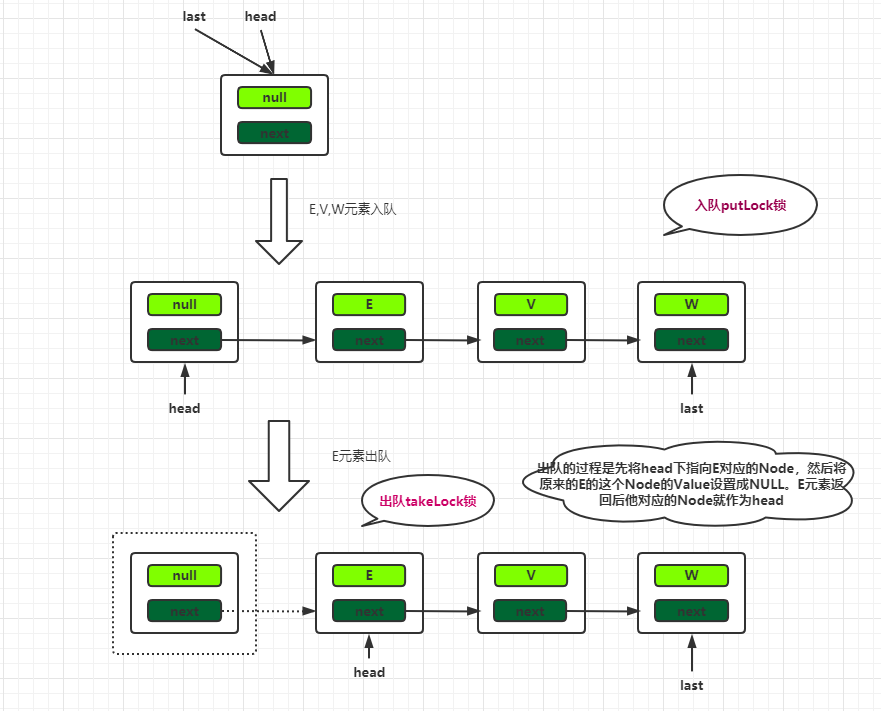 last head
null
next
E,V,W元素入队
入队putLock锁
null E V W
next next next next
head last
E元素出队
出队的过程是先将head下指向E对应的Node，然后将
原来的E的这个Node的Value设置成NULL。E元素返
回后他对应的Node就作为head
出队takeLock锁
null E V W
next next next next
head
last